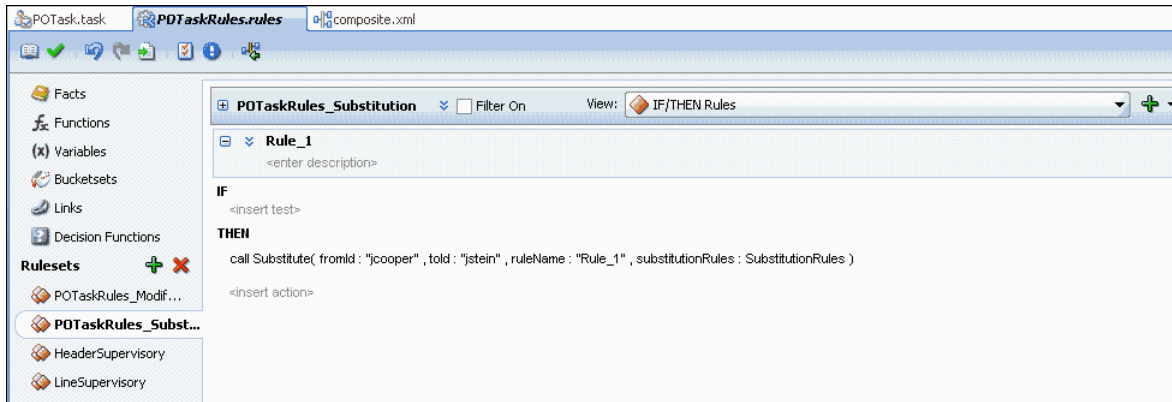 POTask.task
POTaskRules.rules
composite.xml
Facts
Functions
(x) Variables
Bucketsets
Links
Decision Functions
Rulesets
POTaskRules_Modif...
POTaskRules_Subst...
HeaderSupervisory
LineSupervisory
POTaskRules_Substitution Filter On View: IF/THEN Rules
Rule_1
<enter description>
IF
<insert test>
THEN
call Substitute( fromId : "jcooper" , toId : "jstein" , ruleName : "Rule_1" , substitutionRules : SubstitutionRules )
<insert action>